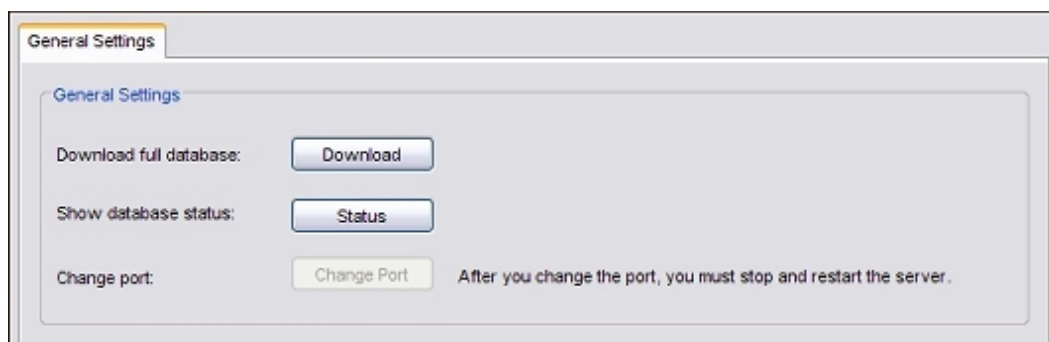 General Settings
General Settings
Download full database: Download
Show database status: Status
Change port: Change Port After you change the port, you must stop and restart the server.